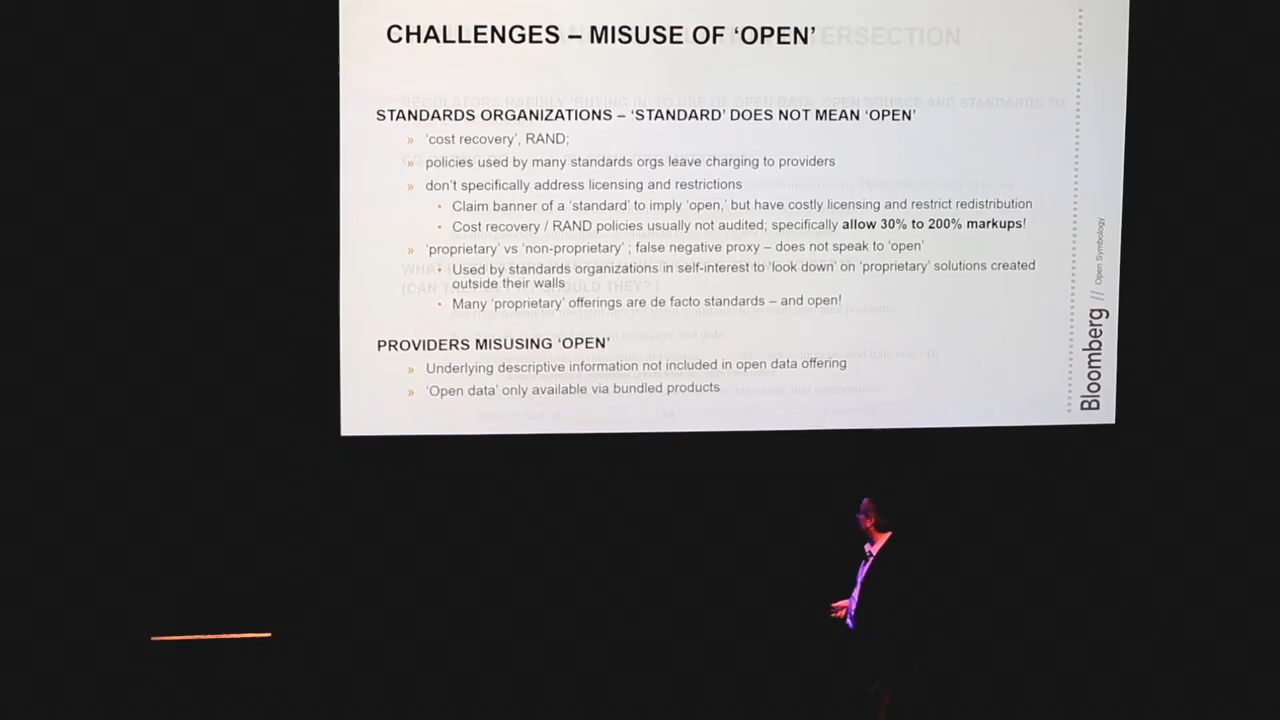 CHALLENGES – MISUSE OF ‘OPEN’
STANDARDS ORGANIZATIONS – ‘STANDARD’ DOES NOT MEAN ‘OPEN’
» ‘cost recovery’, RAND;
» policies used by many standards orgs leave charging to providers
» don’t specifically address licensing and restrictions
• Claim banner of a ‘standard’ to imply ‘open,’ but have costly licensing and restrict redistribution
• Cost recovery / RAND policies usually not audited; specifically allow 30% to 200% markups!
» ‘proprietary’ vs ‘non-proprietary’ ; false negative proxy – does not speak to ‘open’
• Used by standards organizations in self-interest to ‘look down’ on ‘proprietary’ solutions created
outside their walls
• Many ‘proprietary’ offerings are de facto standards – and open!
PROVIDERS MISUSING ‘OPEN’
» Underlying descriptive information not included in open data offering
» ‘Open data’ only available via bundled products
Bloomberg // Open Symbology